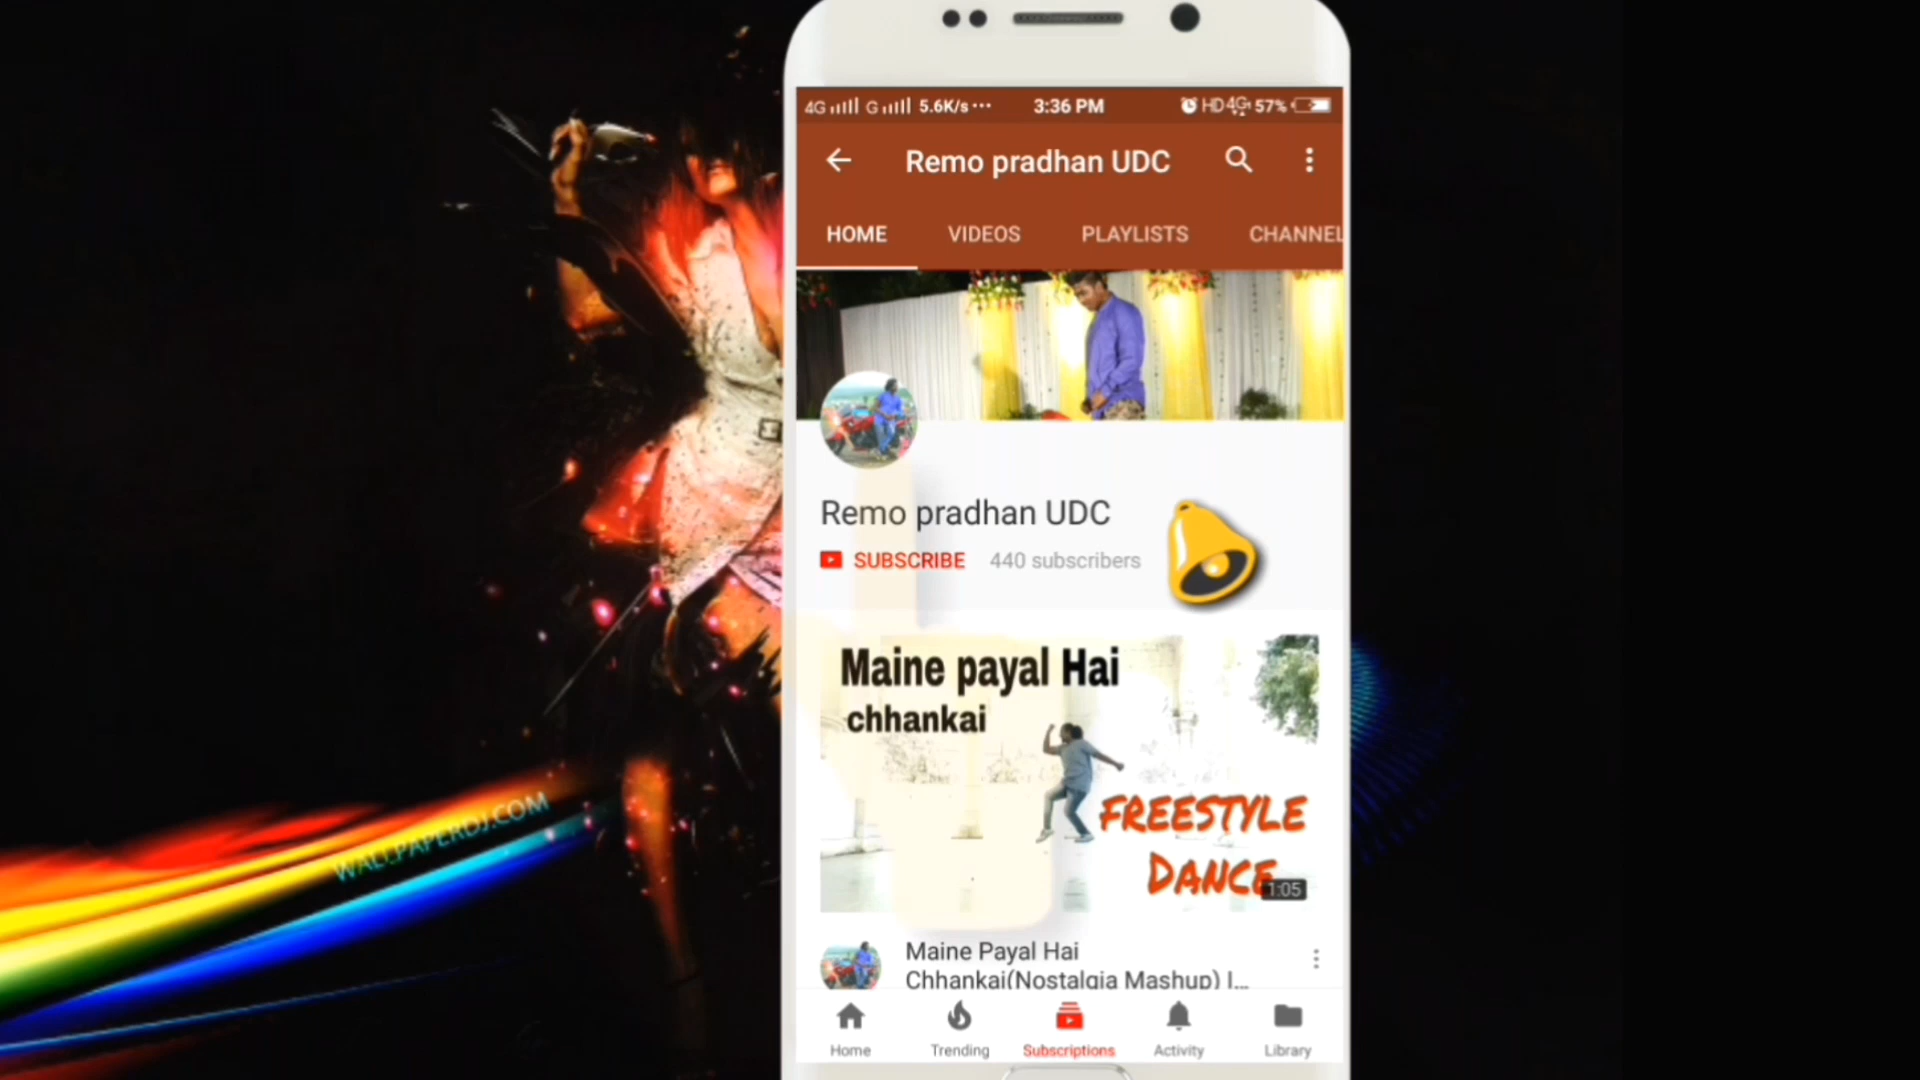 4G G 5.6K/s ··· 3:36 PM HD 4G 57%
Remo pradhan UDC
HOME VIDEOS PLAYLISTS CHANNEL
Remo pradhan UDC
SUBSCRIBE 440 subscribers
Maine payal Hai
chhankai
FREESTYLE
DANCE
1:05
WALLPAPERDJ.COM
Maine Payal Hai
Chhankai(Nostalgia Mashup) I...
Home Trending Subscriptions Activity Library